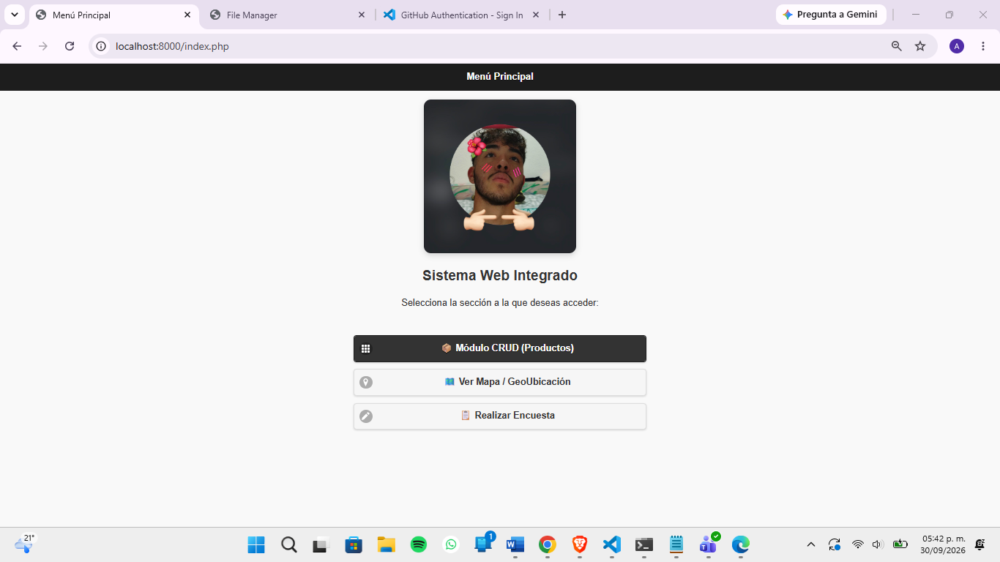 Menú Principal
File Manager
GitHub Authentication - Sign In
Pregunta a Gemini
localhost:8000/index.php
A
Menú Principal
Sistema Web Integrado
Selecciona la sección a la que deseas acceder:
Módulo CRUD (Productos)
Ver Mapa / GeoUbicación
Realizar Encuesta
21°
1
05:42 p. m.
30/09/2026